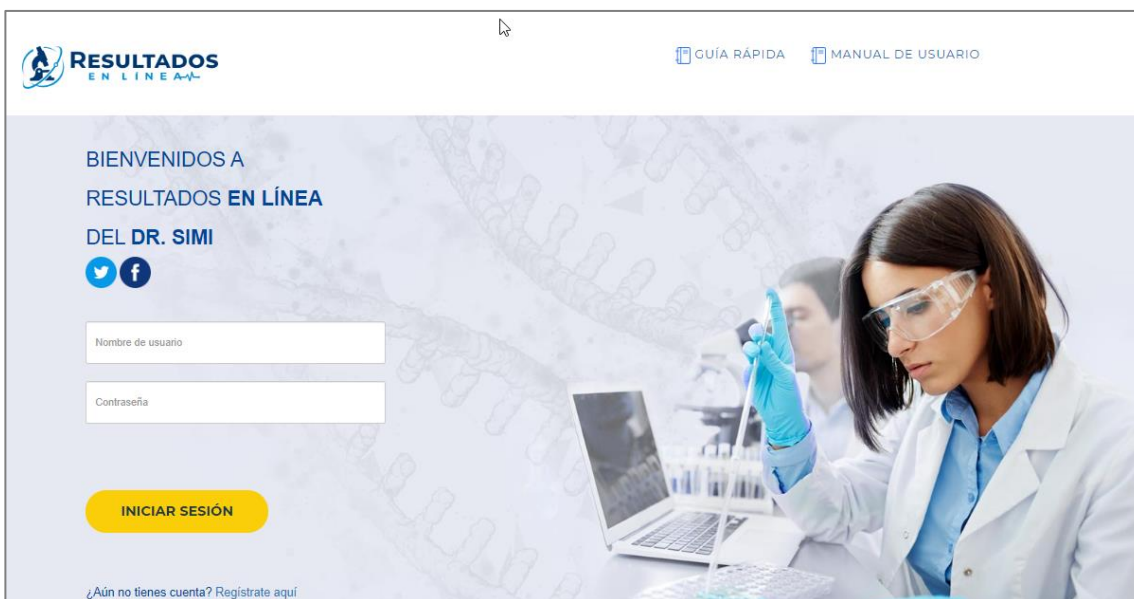 RESULTADOS
EN LÍNEA
GUÍA RÁPIDA
MANUAL DE USUARIO
BIENVENIDOS A
RESULTADOS EN LÍNEA
DEL DR. SIMI
Nombre de usuario
Contraseña
INICIAR SESIÓN
¿Aún no tienes cuenta? Regístrate aquí